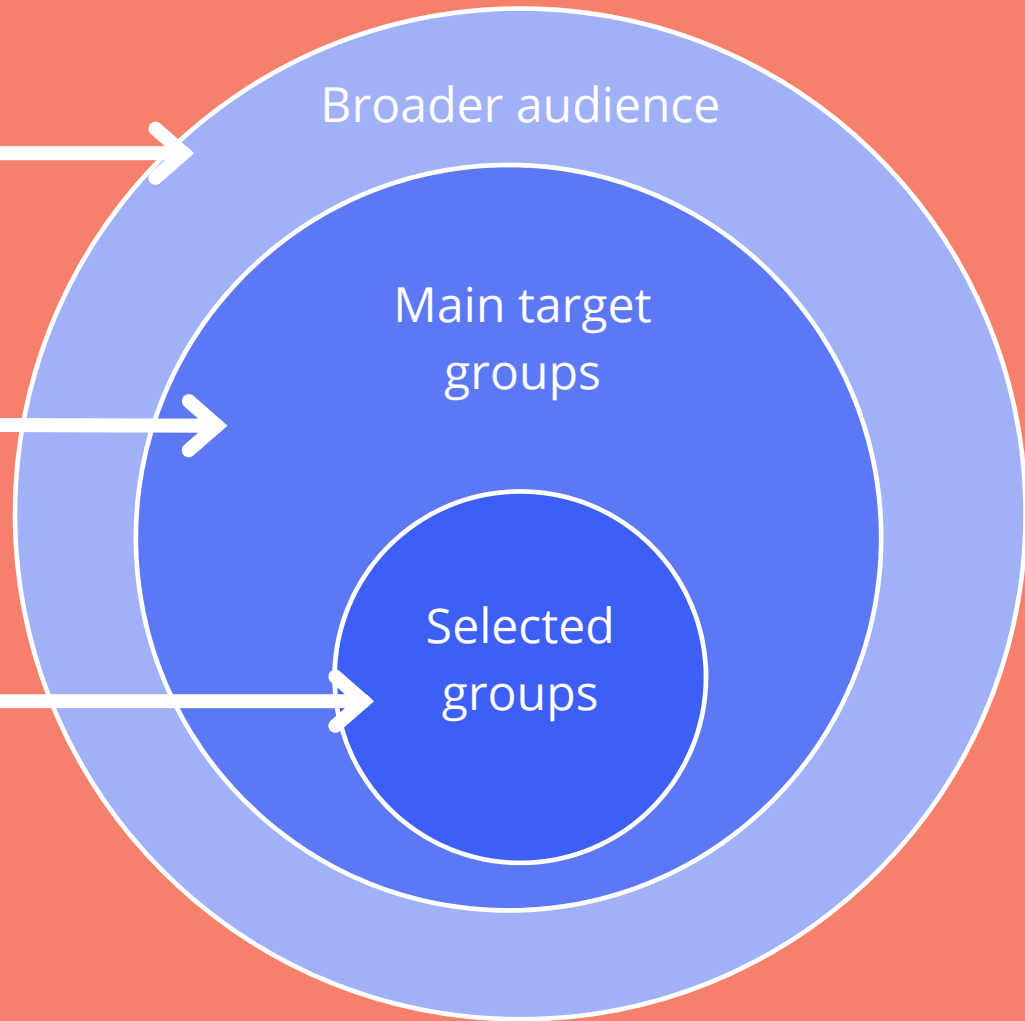 Broader audience
Main target
groups
Selected
groups